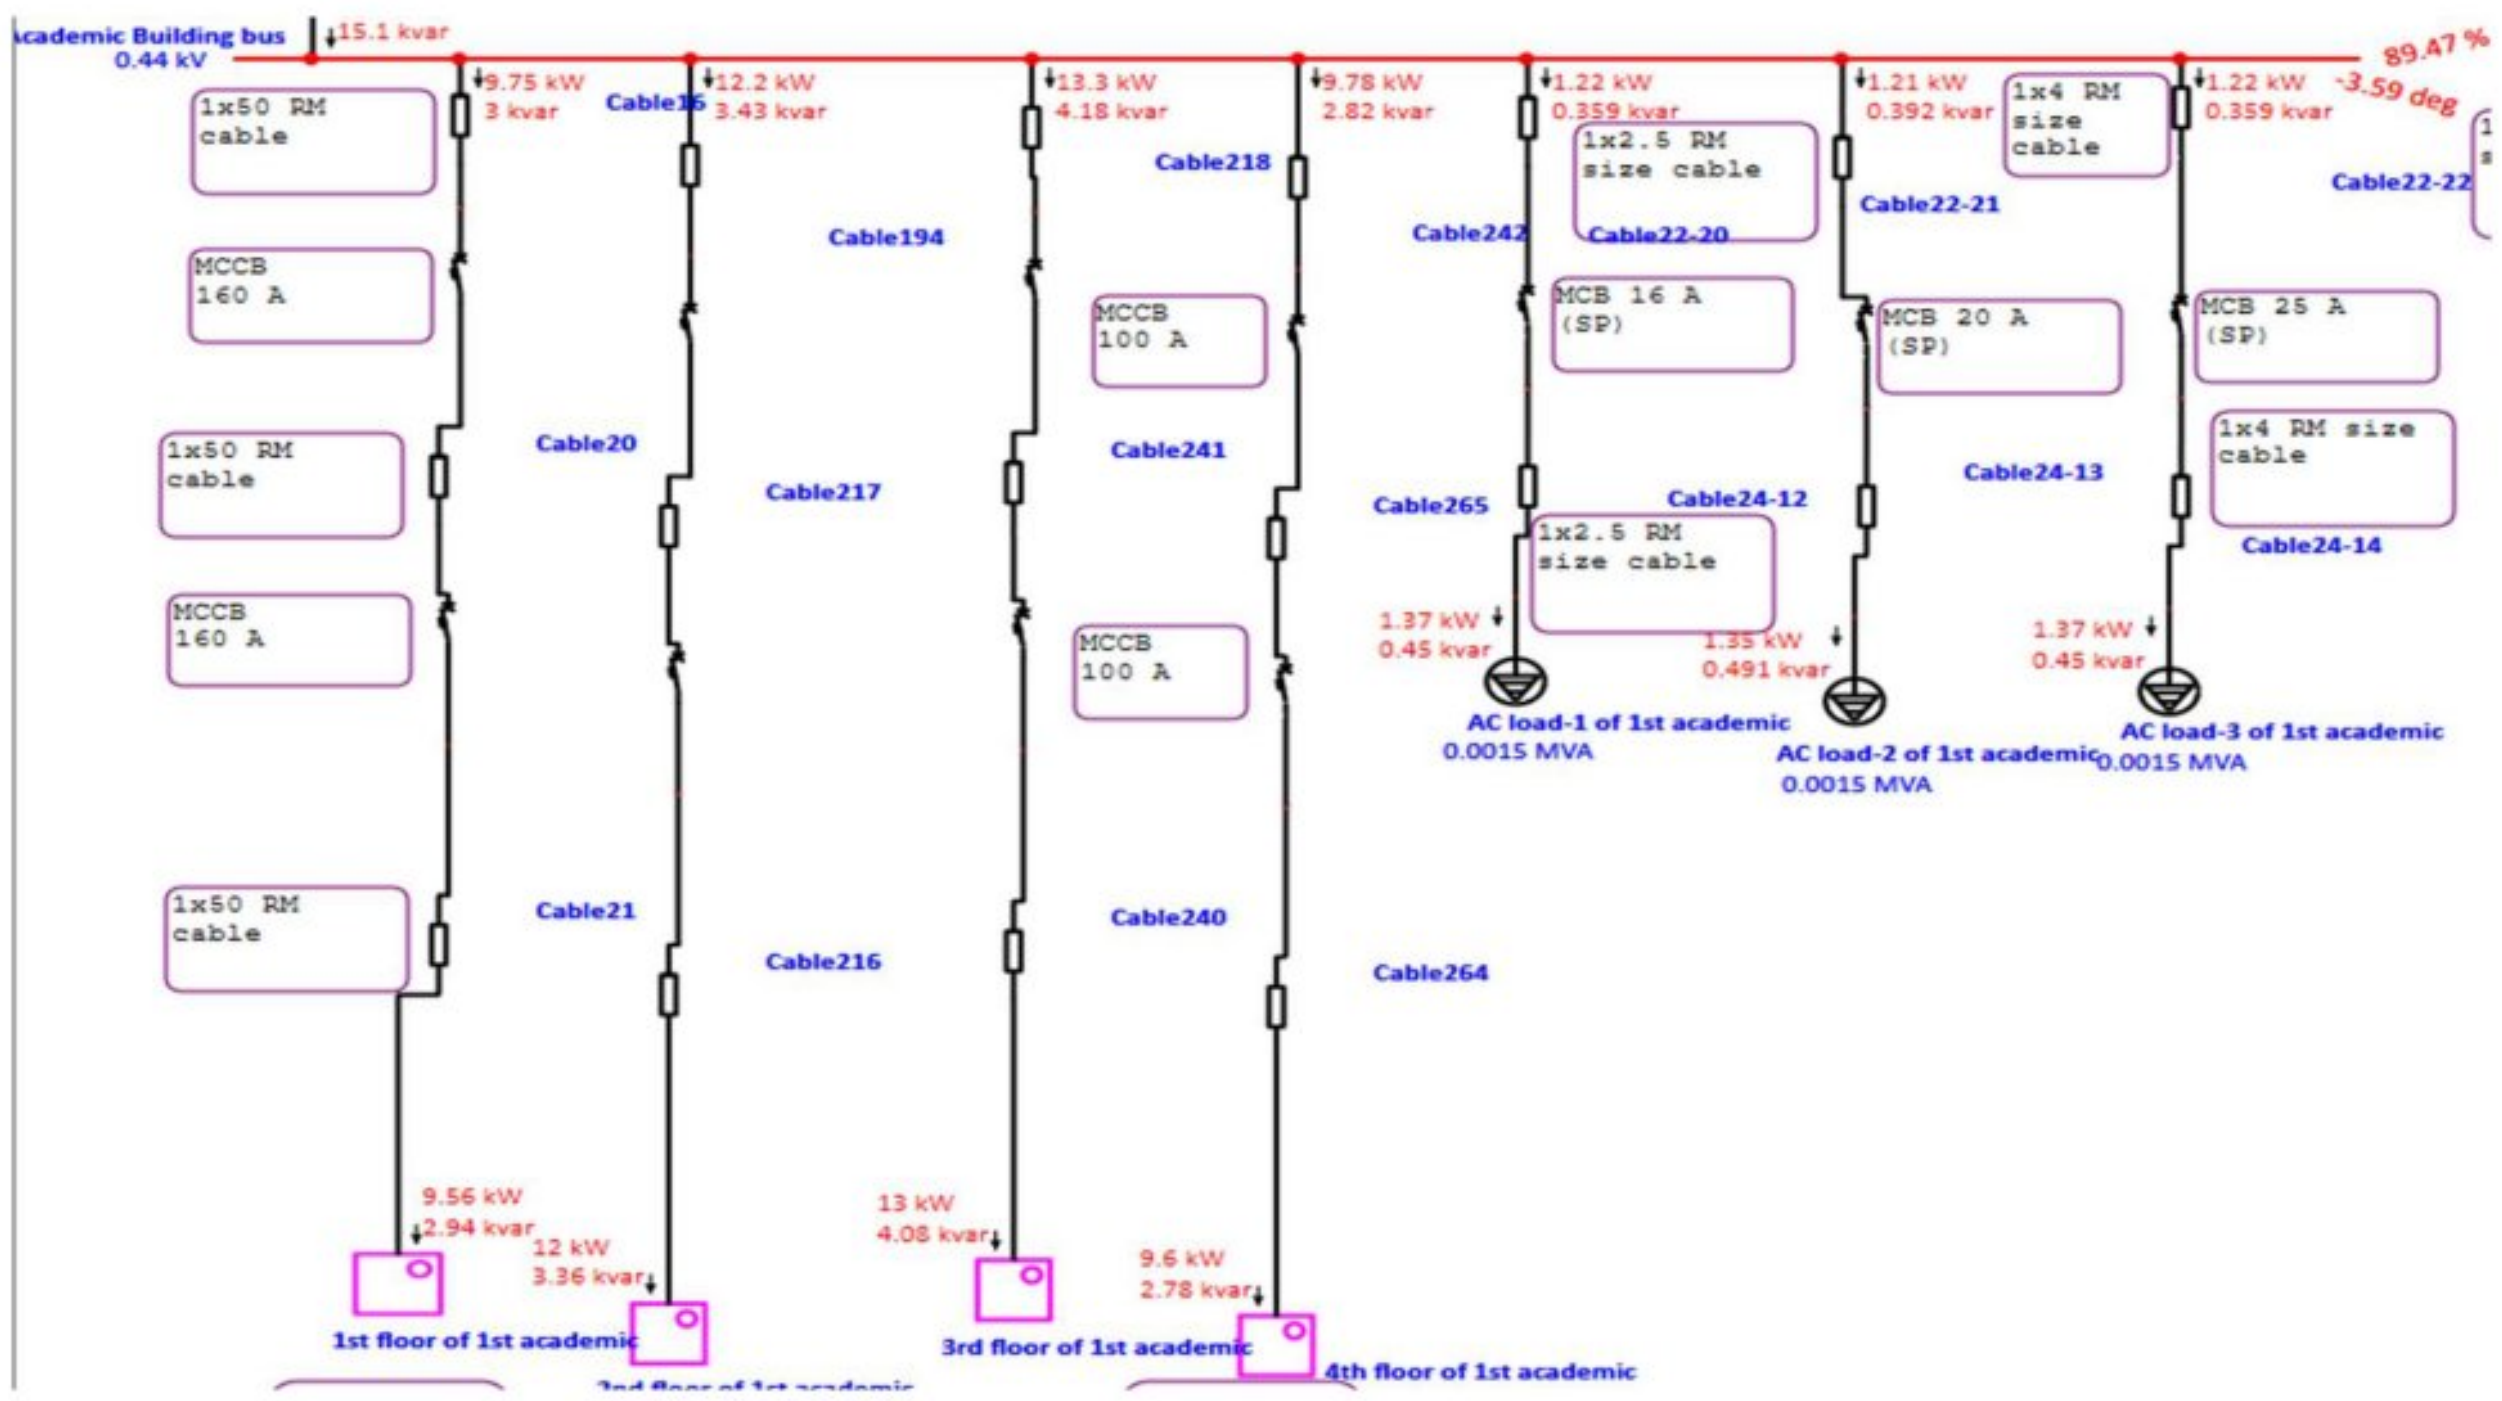 Academic Building bus
0.44 kV
15.1 kvar
89.47 %
-3.59 deg
9.75 kW
3 kvar
Cable16
12.2 kW
3.43 kvar
13.3 kW
4.18 kvar
9.78 kW
2.82 kvar
1.22 kW
0.359 kvar
1.21 kW
0.392 kvar
1x4 RM
size
cable
1.22 kW
0.359 kvar
1x50 RM
cable
Cable218
1x2.5 RM
size cable
Cable22-22
Cable22-21
Cable194
Cable242
Cable22-20
MCCB
160 A
MCCB
100 A
MCB 16 A
(SP)
MCB 20 A
(SP)
MCB 25 A
(SP)
1x50 RM
cable
Cable20
Cable217
Cable241
Cable265
Cable24-12
Cable24-13
1x4 RM size
cable
Cable24-14
1x2.5 RM
size cable
MCCB
160 A
MCCB
100 A
1.37 kW
0.45 kvar
1.35 kW
0.491 kvar
1.37 kW
0.45 kvar
AC load-1 of 1st academic
0.0015 MVA
AC load-2 of 1st academic
0.0015 MVA
AC load-3 of 1st academic
0.0015 MVA
1x50 RM
cable
Cable21
Cable216
Cable240
Cable264
9.56 kW
2.94 kvar
12 kW
3.36 kvar
13 kW
4.08 kvar
9.6 kW
2.78 kvar
1st floor of 1st academic
3rd floor of 1st academic
4th floor of 1st academic
2nd floor of 1st academic